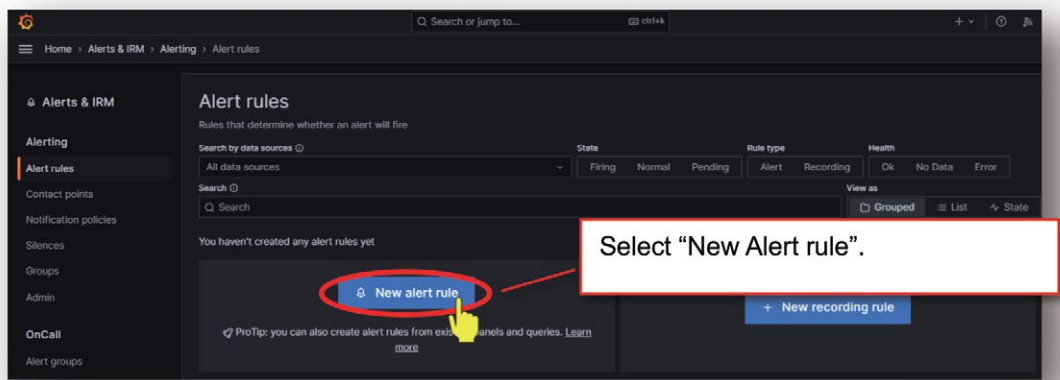 Search or jump to... ctrl+k
Home › Alerts & IRM › Alerting › Alert rules
Alerts & IRM
Alerting
Alert rules
Contact points
Notification policies
Silences
Groups
Admin
OnCall
Alert groups
Alert rules
Rules that determine whether an alert will fire
Search by data sources
All data sources
State
Firing Normal Pending
Rule type
Alert Recording
Health
Ok No Data Error
Search
Search
View as
Grouped List State
You haven't created any alert rules yet
New alert rule
ProTip: you can also create alert rules from panels and queries. Learn
more
Select “New Alert rule”.
+ New recording rule